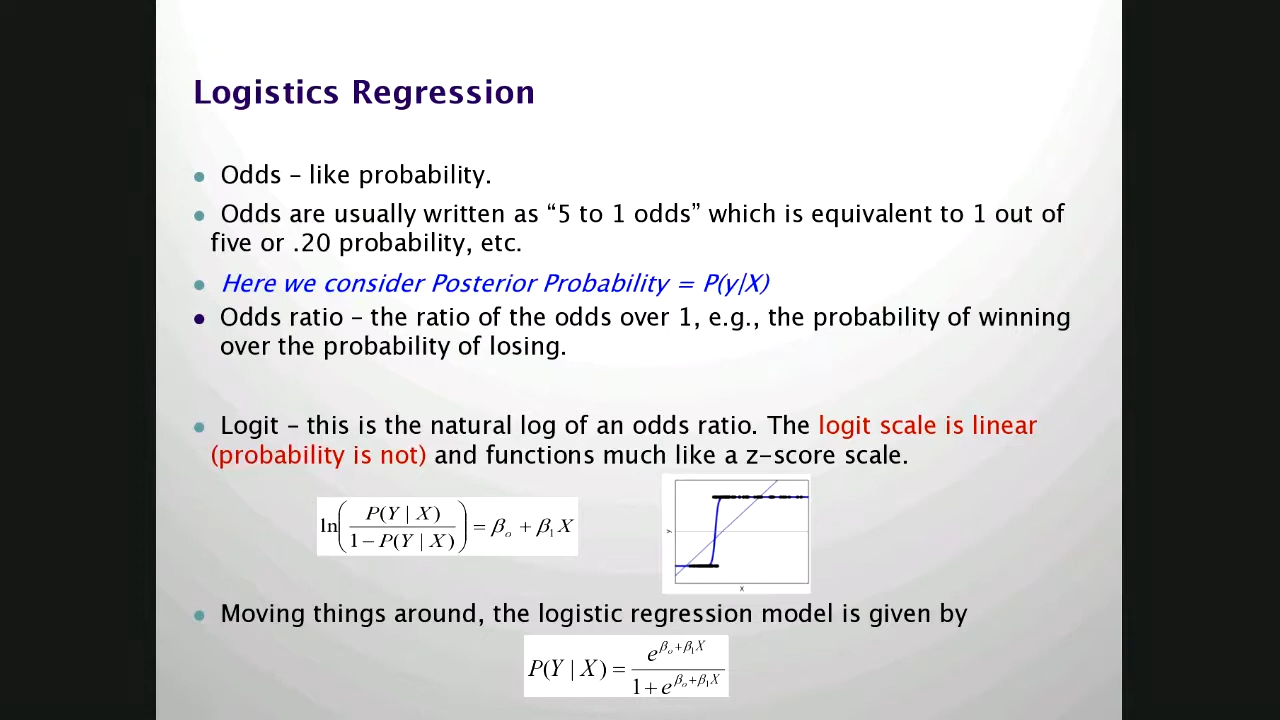 Logistics Regression
Odds – like probability.
Odds are usually written as “5 to 1 odds” which is equivalent to 1 out of
five or .20 probability, etc.
Here we consider Posterior Probability = P(y|X)
Odds ratio – the ratio of the odds over 1, e.g., the probability of winning
over the probability of losing.
Logit – this is the natural log of an odds ratio. The logit scale is linear
(probability is not) and functions much like a z-score scale.
ln(P(Y | X) / 1 − P(Y | X)) = β₀ + β₁X
y
X
Moving things around, the logistic regression model is given by
P(Y | X) = e^(β₀+β₁X) / 1 + e^(β₀+β₁X)